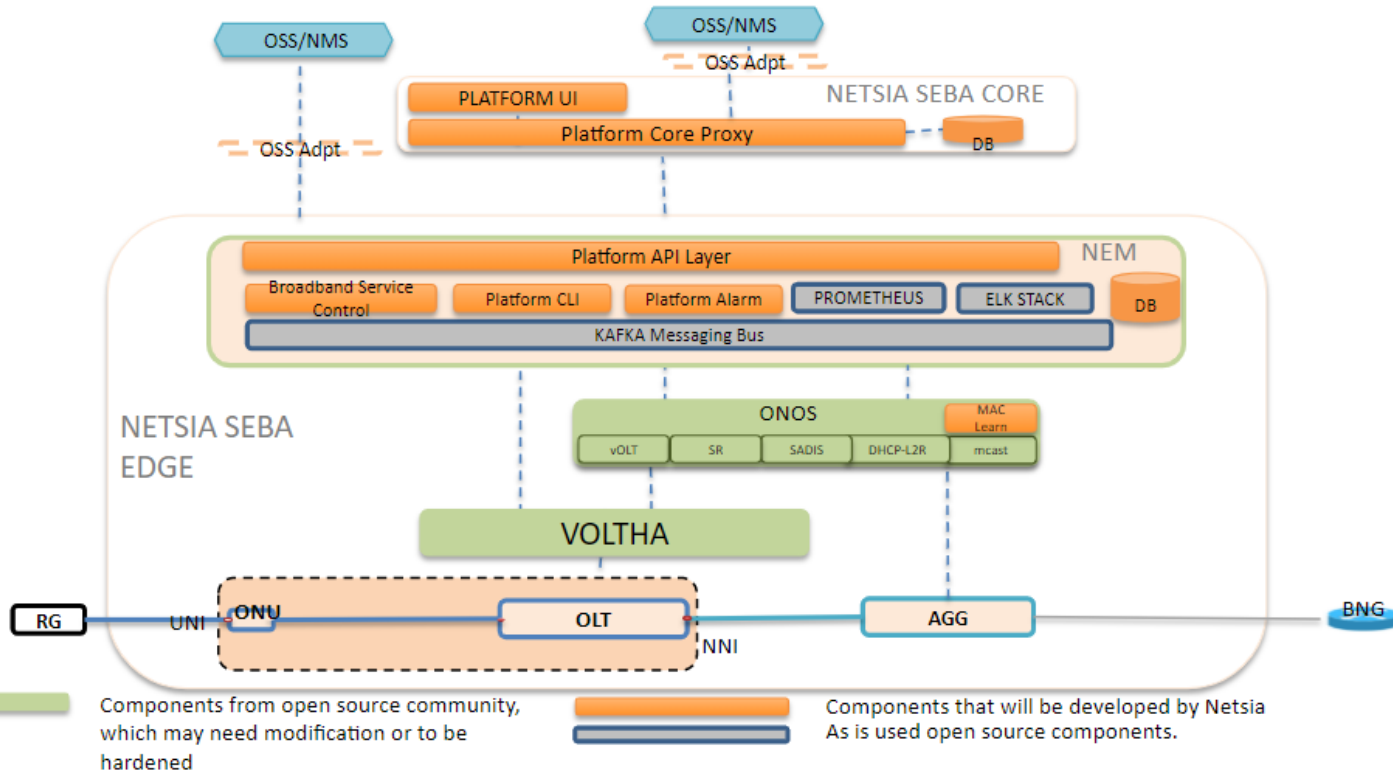 OSS/NMS
OSS/NMS
OSS Adpt
PLATFORM UI
NETSIA SEBA CORE
Platform Core Proxy
DB
OSS Adpt
Platform API Layer
NEM
Broadband Service
Control
Platform CLI
Platform Alarm
PROMETHEUS
ELK STACK
DB
KAFKA Messaging Bus
NETSIA SEBA
EDGE
ONOS
MAC
Learn
vOLT
SR
SADIS
DHCP-L2R
mcast
VOLTHA
RG
UNI
ONU
OLT
NNI
AGG
BNG
Components from open source community,
which may need modification or to be
hardened
Components that will be developed by Netsia
As is used open source components.